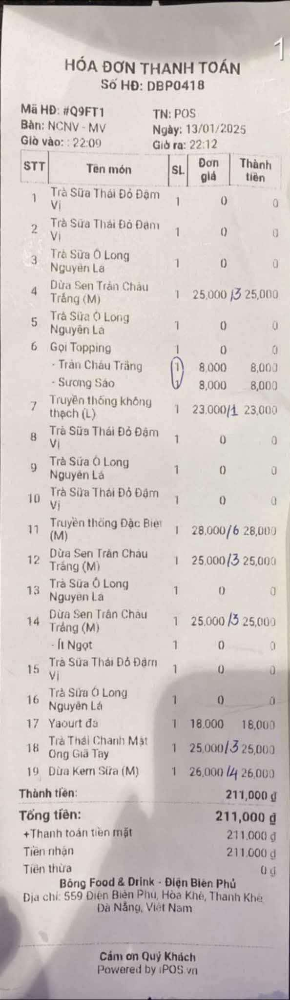 1
HÓA ĐƠN THANH TOÁN
Số HĐ: DBP0418
Mã HĐ: #Q9FT1 TN: POS
Bàn: NCNV - MV Ngày: 13/01/2025
Giờ vào: : 22:09 Giờ ra: 22:12
STT Tên món SL Đơn giá Thành tiền
1 Trà Sữa Thái Đỏ Đậm 1 0 0
Vị
2 Trà Sữa Thái Đỏ Đậm 1 0 0
Vị
3 Trà Sữa Ô Long 1 0 0
Nguyên Lá
4 Dừa Sen Trân Châu 1 25,000 /3 25,000
Trắng (M)
5 Trà Sữa Ô Long 1 0 0
Nguyên Lá
6 Gọi Topping 1 0 0
- Trân Châu Trắng 1 8,000 8,000
- Sương Sáo 1 8,000 8,000
7 Truyền thống không 1 23,000 /1 23,000
thạch (L)
8 Trà Sữa Thái Đỏ Đậm 1 0 0
Vị
9 Trà Sữa Ô Long 1 0 0
Nguyên Lá
10 Trà Sữa Thái Đỏ Đậm 1 0 0
Vị
11 Truyền thống Đặc Biệt 1 28,000 /6 28,000
(M)
12 Dừa Sen Trân Châu 1 25,000 /3 25,000
Trắng (M)
13 Trà Sữa Ô Long 1 0 0
Nguyên Lá
14 Dừa Sen Trân Châu 1 25,000 /3 25,000
Trắng (M)
- Ít Ngọt 1 0 0
15 Trà Sữa Thái Đỏ Đậm 1 0 0
Vị
16 Trà Sữa Ô Long 1 0 0
Nguyên Lá
17 Yaourt đá 1 18,000 18,000
18 Trà Thái Chanh Mật 1 25,000 /3 25,000
Ong Giã Tay
19 Dừa Kem Sữa (M) 1 26,000 /4 26,000
Thành tiền: 211,000 ₫
Tổng tiền: 211,000 ₫
+Thanh toán tiền mặt 211,000 ₫
Tiền nhận 211,000 ₫
Tiền thừa 0 ₫
Bông Food & Drink - Điện Biên Phủ
Địa chỉ: 559 Điện Biên Phủ, Hòa Khê, Thanh Khê,
Đà Nẵng, Việt Nam
Cảm ơn Quý Khách
Powered by iPOS.vn